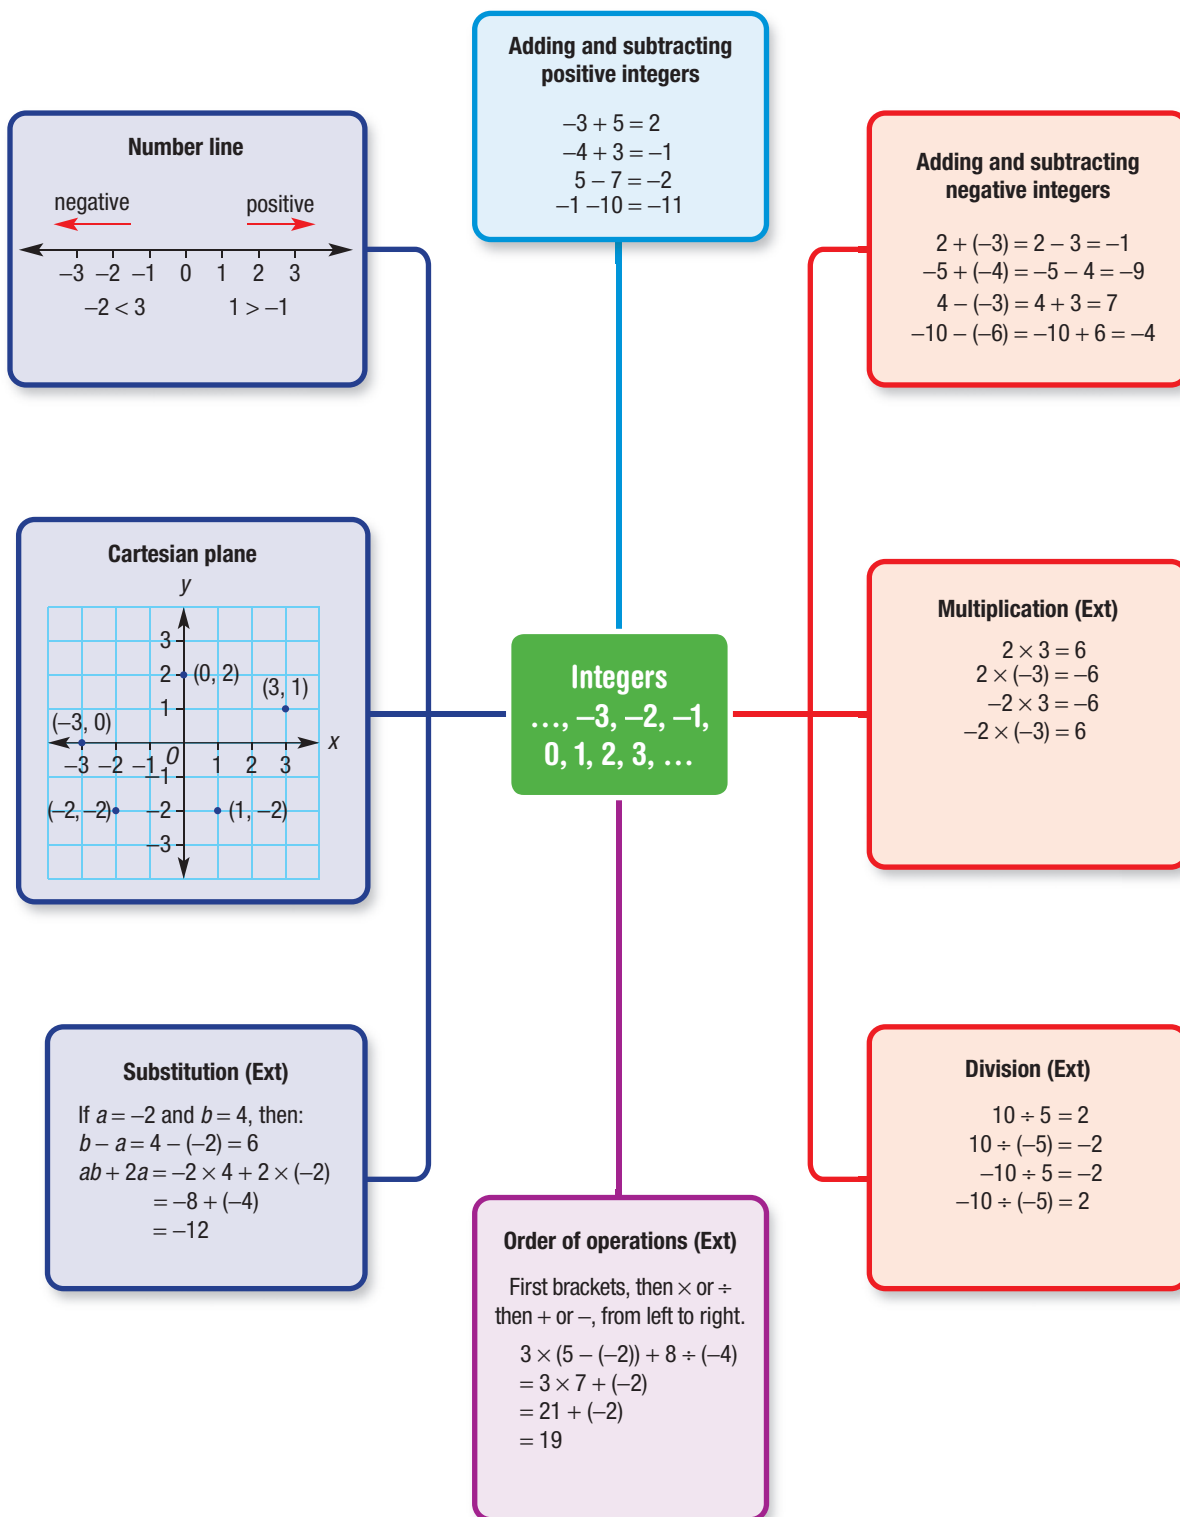 Adding and subtracting
positive integers
–3 + 5 = 2
–4 + 3 = –1
5 – 7 = –2
–1 –10 = –11
Number line
negative positive
–3 –2 –1 0 1 2 3
–2 < 3 1 > –1
Adding and subtracting
negative integers
2 + (–3) = 2 – 3 = –1
–5 + (–4) = –5 – 4 = –9
4 – (–3) = 4 + 3 = 7
–10 – (–6) = –10 + 6 = –4
Cartesian plane
y
3
2 (0, 2)
(3, 1)
1
(–3, 0)
O x
–3 –2 –1 1 2 3
–1
(–2, –2) –2 (1, –2)
–3
Integers
…, –3, –2, –1,
0, 1, 2, 3, …
Multiplication (Ext)
2 × 3 = 6
2 × (–3) = –6
–2 × 3 = –6
–2 × (–3) = 6
Substitution (Ext)
If a = –2 and b = 4, then:
b – a = 4 – (–2) = 6
ab + 2a = –2 × 4 + 2 × (–2)
= –8 + (–4)
= –12
Division (Ext)
10 ÷ 5 = 2
10 ÷ (–5) = –2
–10 ÷ 5 = –2
–10 ÷ (–5) = 2
Order of operations (Ext)
First brackets, then × or ÷
then + or –, from left to right.
3 × (5 – (–2)) + 8 ÷ (–4)
= 3 × 7 + (–2)
= 21 + (–2)
= 19